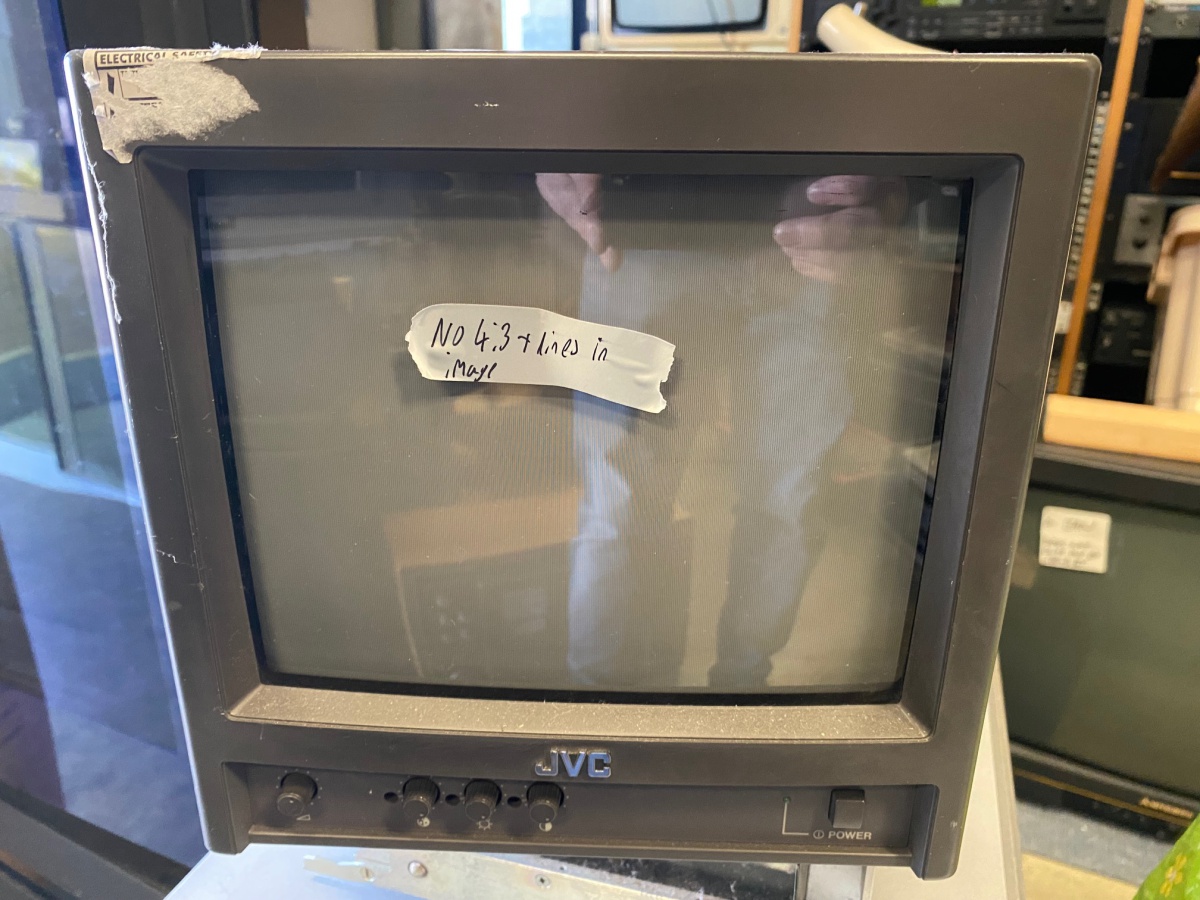 ELECTRICAL SAFETY
No 4:3 + lines in
image
JVC
POWER